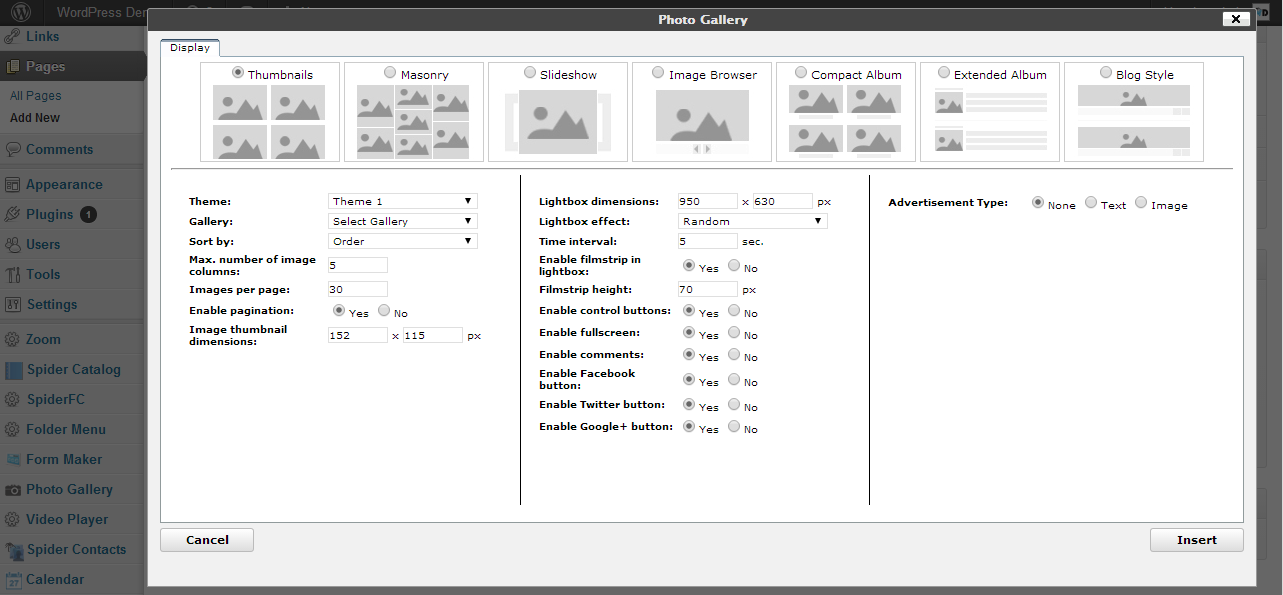 WordPress Der
Photo Gallery
Links
Pages
All Pages
Add New
Comments
Appearance
Plugins 1
Users
Tools
Settings
Zoom
Spider Catalog
SpiderFC
Folder Menu
Form Maker
Photo Gallery
Video Player
Spider Contacts
27 Calendar
Display
Thumbnails Masonry Slideshow Image Browser Compact Album Extended Album Blog Style
Theme: Theme 1
Gallery: Select Gallery
Sort by: Order
Max. number of image
columns: 5
Images per page: 30
Enable pagination: Yes No
Image thumbnail
dimensions: 152 x 115 px
Lightbox dimensions: 950 x 630 px
Lightbox effect: Random
Time interval: 5 sec.
Enable filmstrip in
lightbox: Yes No
Filmstrip height: 70 px
Enable control buttons: Yes No
Enable fullscreen: Yes No
Enable comments: Yes No
Enable Facebook
button: Yes No
Enable Twitter button: Yes No
Enable Google+ button: Yes No
Advertisement Type: None Text Image
Cancel
Insert